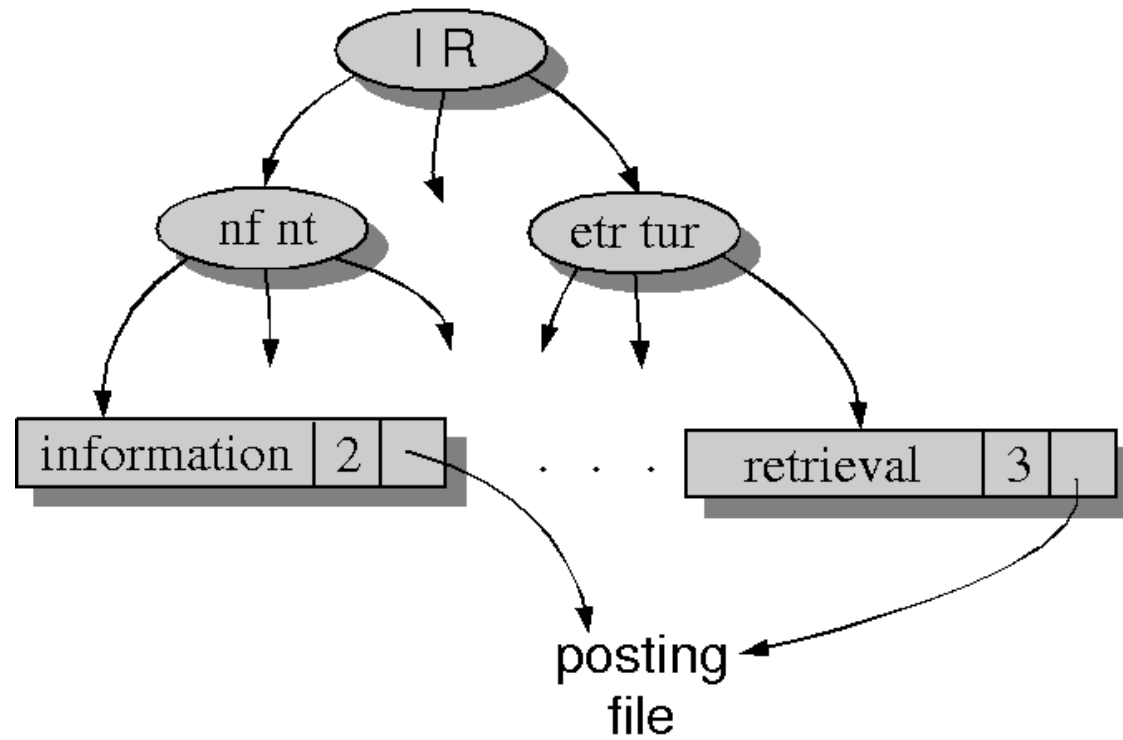 I R
nf nt
etr tur
information 2
. . .
retrieval 3
posting
file